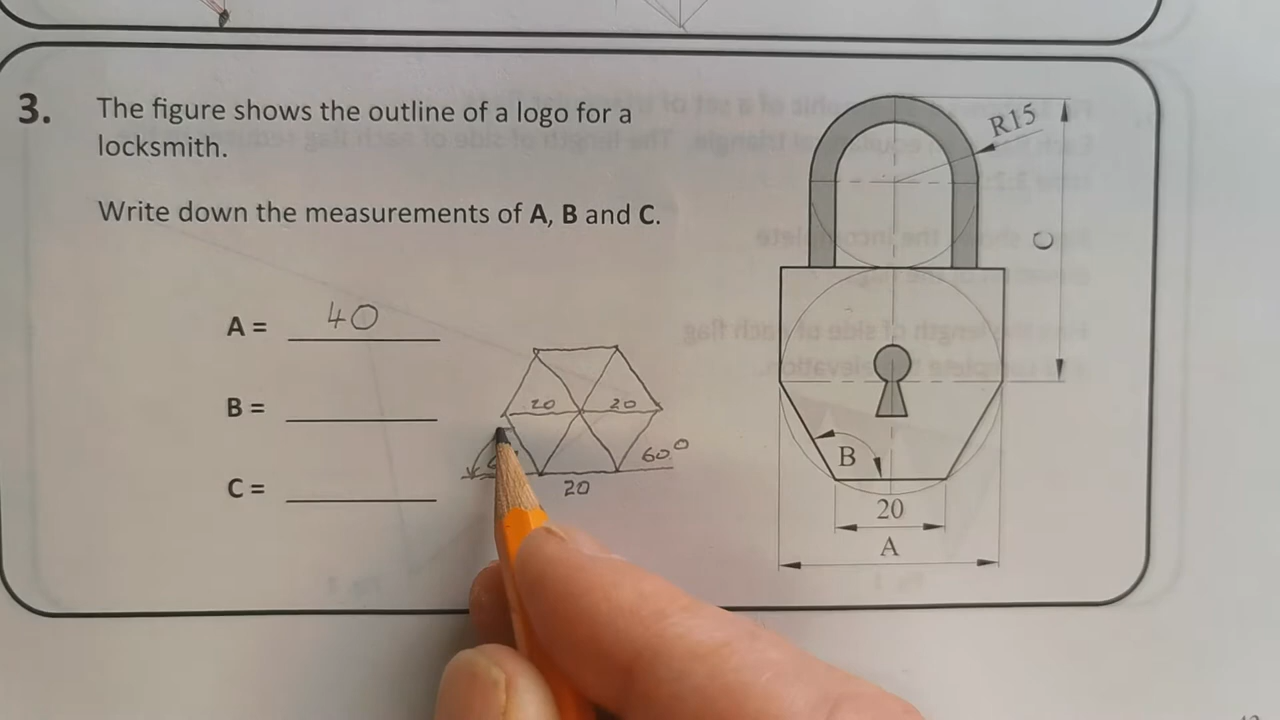 3.
The figure shows the outline of a logo for a
locksmith.
Write down the measurements of A, B and C.
A = 40
B =
C =
20 20
60°
20
R15
C
B
20
A